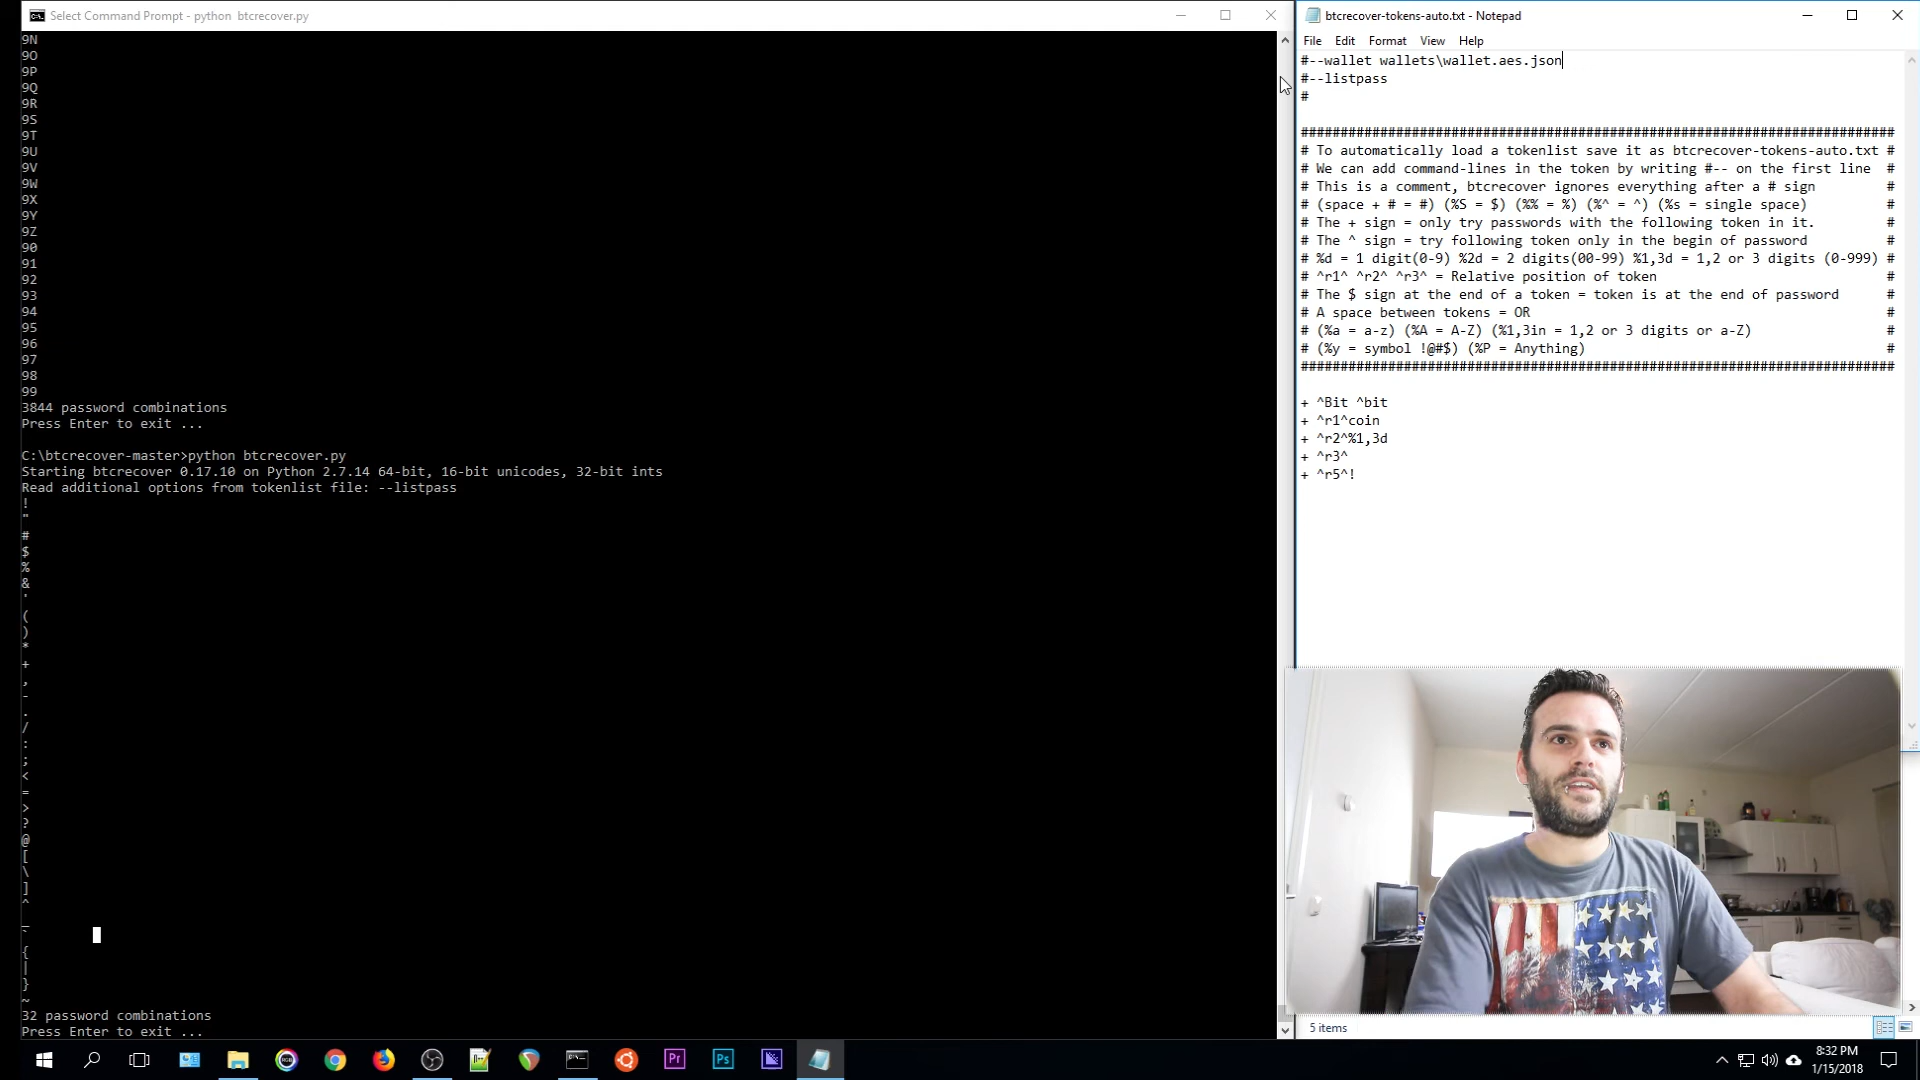 Select Command Prompt - python  btcrecover.py
9N
9O
9P
9Q
9R
9S
9T
9U
9V
9W
9X
9Y
9Z
90
91
92
93
94
95
96
97
98
99
3844 password combinations
Press Enter to exit ...
C:\btcrecover-master>python btcrecover.py
Starting btcrecover 0.17.10 on Python 2.7.14 64-bit, 16-bit unicodes, 32-bit ints
Read additional options from tokenlist file: --listpass
!
"
#
$
%
&
'
(
)
*
+
,
-
.
/
:
;
<
=
>
?
@
[
\
]
^
_
`
{
|
}
~
32 password combinations
Press Enter to exit ...
btcrecover-tokens-auto.txt - Notepad
File Edit Format View Help
#--wallet wallets\wallet.aes.json
#--listpass
#
###########################################################################
# To automatically load a tokenlist save it as btcrecover-tokens-auto.txt #
# We can add command-lines in the token by writing #-- on the first line  #
# This is a comment, btcrecover ignores everything after a # sign         #
# (space + # = #) (%S = $) (%% = %) (%^ = ^) (%s = single space)          #
# The + sign = only try passwords with the following token in it.         #
# The ^ sign = try following token only in the begin of password          #
# %d = 1 digit(0-9) %2d = 2 digits(00-99) %1,3d = 1,2 or 3 digits (0-999) #
# ^r1^ ^r2^ ^r3^ = Relative position of token                             #
# The $ sign at the end of a token = token is at the end of password      #
# A space between tokens = OR                                             #
# (%a = a-z) (%A = A-Z) (%1,3in = 1,2 or 3 digits or a-Z)                 #
# (%y = symbol !@#$) (%P = Anything)                                      #
###########################################################################
+ ^Bit ^bit
+ ^r1^coin
+ ^r2^%1,3d
+ ^r3^
+ ^r5^!
5 items
Pr
Ps
8:32 PM
1/15/2018